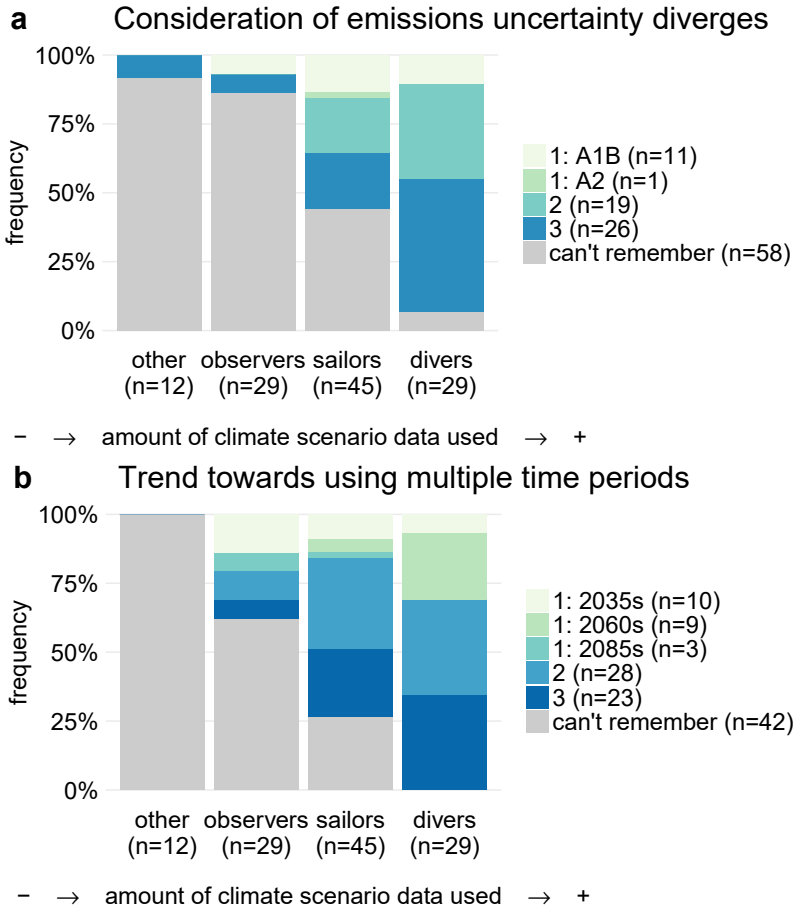 a Consideration of emissions uncertainty diverges
100%
75%
50%
25%
0%
frequency
1: A1B (n=11)
1: A2 (n=1)
2 (n=19)
3 (n=26)
can't remember (n=58)
other observers sailors divers
(n=12) (n=29) (n=45) (n=29)
− → amount of climate scenario data used → +
b Trend towards using multiple time periods
100%
75%
50%
25%
0%
frequency
1: 2035s (n=10)
1: 2060s (n=9)
1: 2085s (n=3)
2 (n=28)
3 (n=23)
can't remember (n=42)
other observers sailors divers
(n=12) (n=29) (n=45) (n=29)
− → amount of climate scenario data used → +